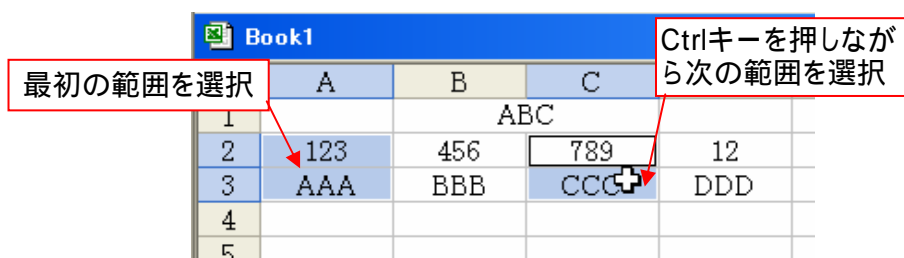 Book1
Ctrlキーを押しなが
ら次の範囲を選択
最初の範囲を選択
A B C
1 ABC
2 123 456 789 12
3 AAA BBB CCC DDD
4
5